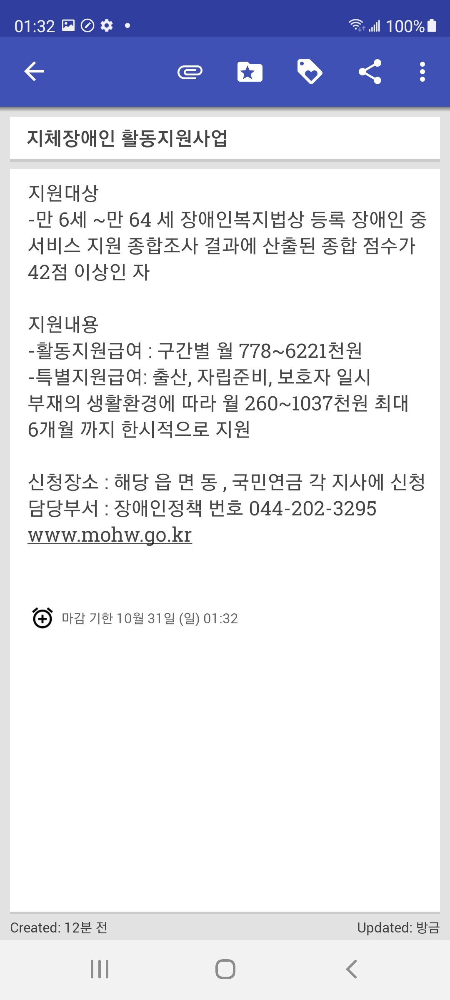 01:32
100%
지체장애인 활동지원사업
지원대상
-만 6세 ~만 64 세 장애인복지법상 등록 장애인 중
서비스 지원 종합조사 결과에 산출된 종합 점수가
42점 이상인 자
지원내용
-활동지원급여 : 구간별 월 778~6221천원
-특별지원급여: 출산, 자립준비, 보호자 일시
부재의 생활환경에 따라 월 260~1037천원 최대
6개월 까지 한시적으로 지원
신청장소 : 해당 읍 면 동 , 국민연금 각 지사에 신청
담당부서 : 장애인정책 번호 044-202-3295
www.mohw.go.kr
마감 기한 10월 31일 (일) 01:32
Created: 12분 전
Updated: 방금